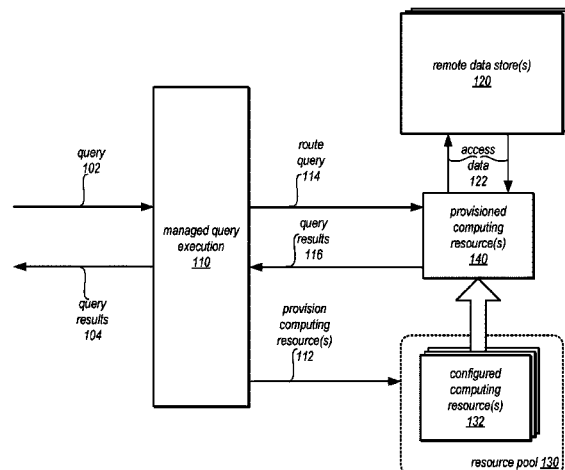 remote data store(s)
120
query
102
route
query
114
access
data
122
managed query
execution
110
provisioned
computing
resource(s)
140
query
results
116
query
results
104
provision
computing
resource(s)
112
configured
computing
resource(s)
132
resource pool 130